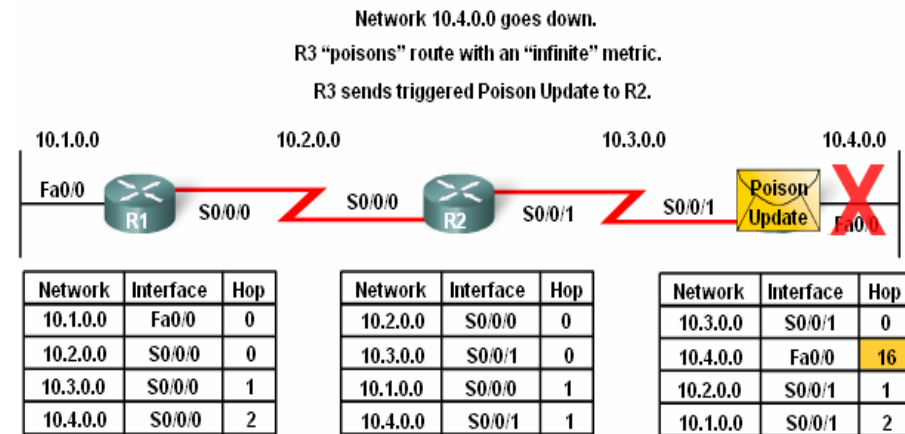 Network 10.4.0.0 goes down.
R3 “poisons” route with an “infinite” metric.
R3 sends triggered Poison Update to R2.
10.1.0.0 10.2.0.0 10.3.0.0 10.4.0.0
Fa0/0 R1 S0/0/0 S0/0/0 R2 S0/0/1 S0/0/1 Poison Update Fa0/0
Network Interface Hop
10.1.0.0 Fa0/0 0
10.2.0.0 S0/0/0 0
10.3.0.0 S0/0/0 1
10.4.0.0 S0/0/0 2
Network Interface Hop
10.2.0.0 S0/0/0 0
10.3.0.0 S0/0/1 0
10.1.0.0 S0/0/0 1
10.4.0.0 S0/0/1 1
Network Interface Hop
10.3.0.0 S0/0/1 0
10.4.0.0 Fa0/0 16
10.2.0.0 S0/0/1 1
10.1.0.0 S0/0/1 2